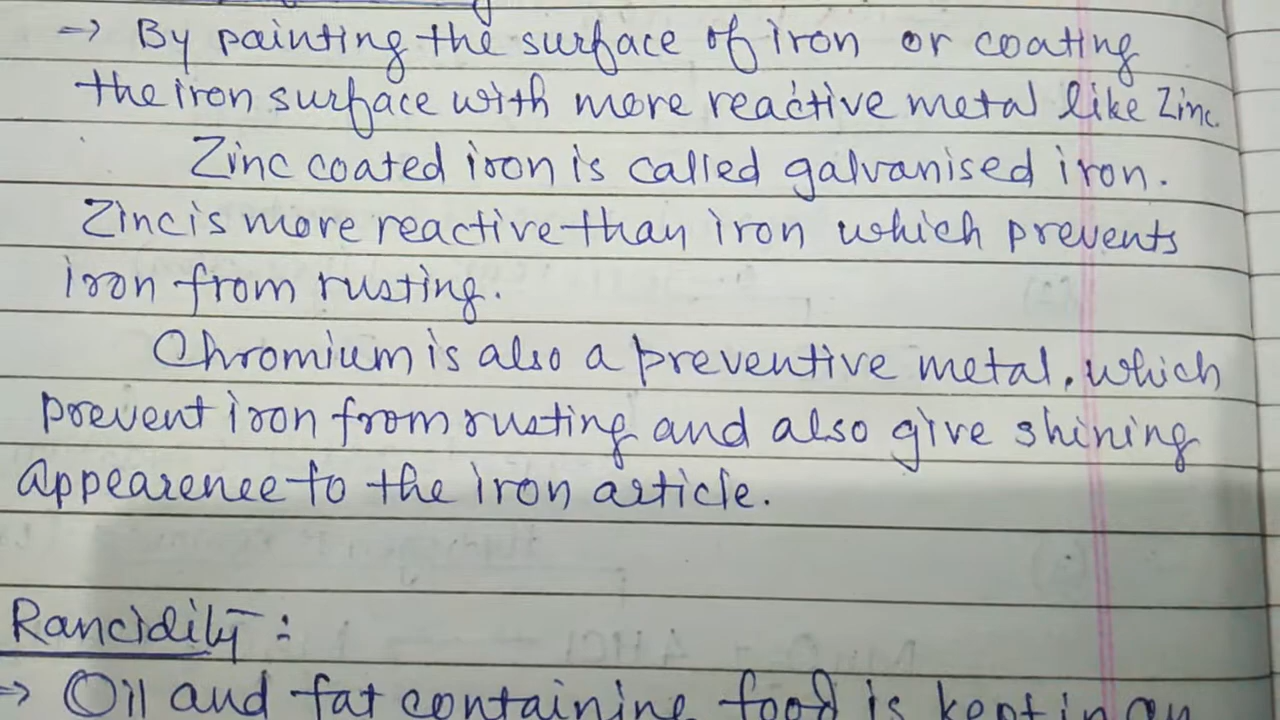 → By painting the surface of iron or coating
the iron surface with more reactive metal like Zinc.
Zinc coated iron is called galvanised iron.
Zinc is more reactive than iron which prevents
iron from rusting.
Chromium is also a preventive metal, which
prevent iron from rusting and also give shining
appearence to the iron article.
Rancidity :
→ Oil and fat containing food is kept in an